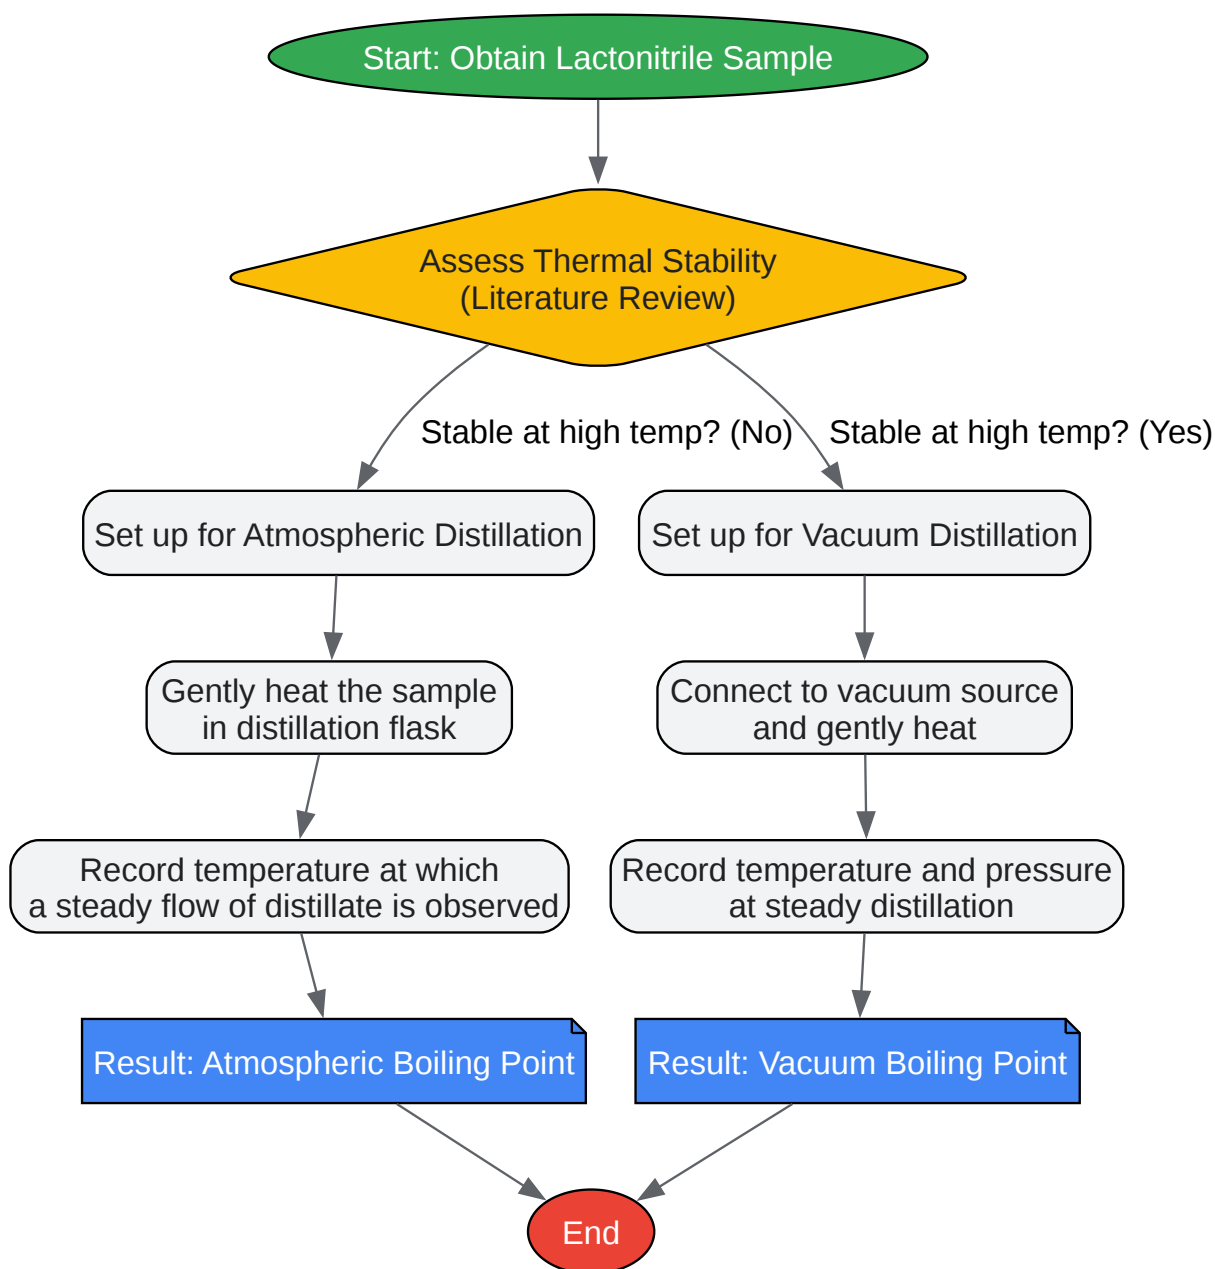 Start: Obtain Lactonitrile Sample
Assess Thermal Stability
(Literature Review)
Stable at high temp? (No)
Stable at high temp? (Yes)
Set up for Atmospheric Distillation
Set up for Vacuum Distillation
Gently heat the sample
in distillation flask
Connect to vacuum source
and gently heat
Record temperature at which
a steady flow of distillate is observed
Record temperature and pressure
at steady distillation
Result: Atmospheric Boiling Point
Result: Vacuum Boiling Point
End